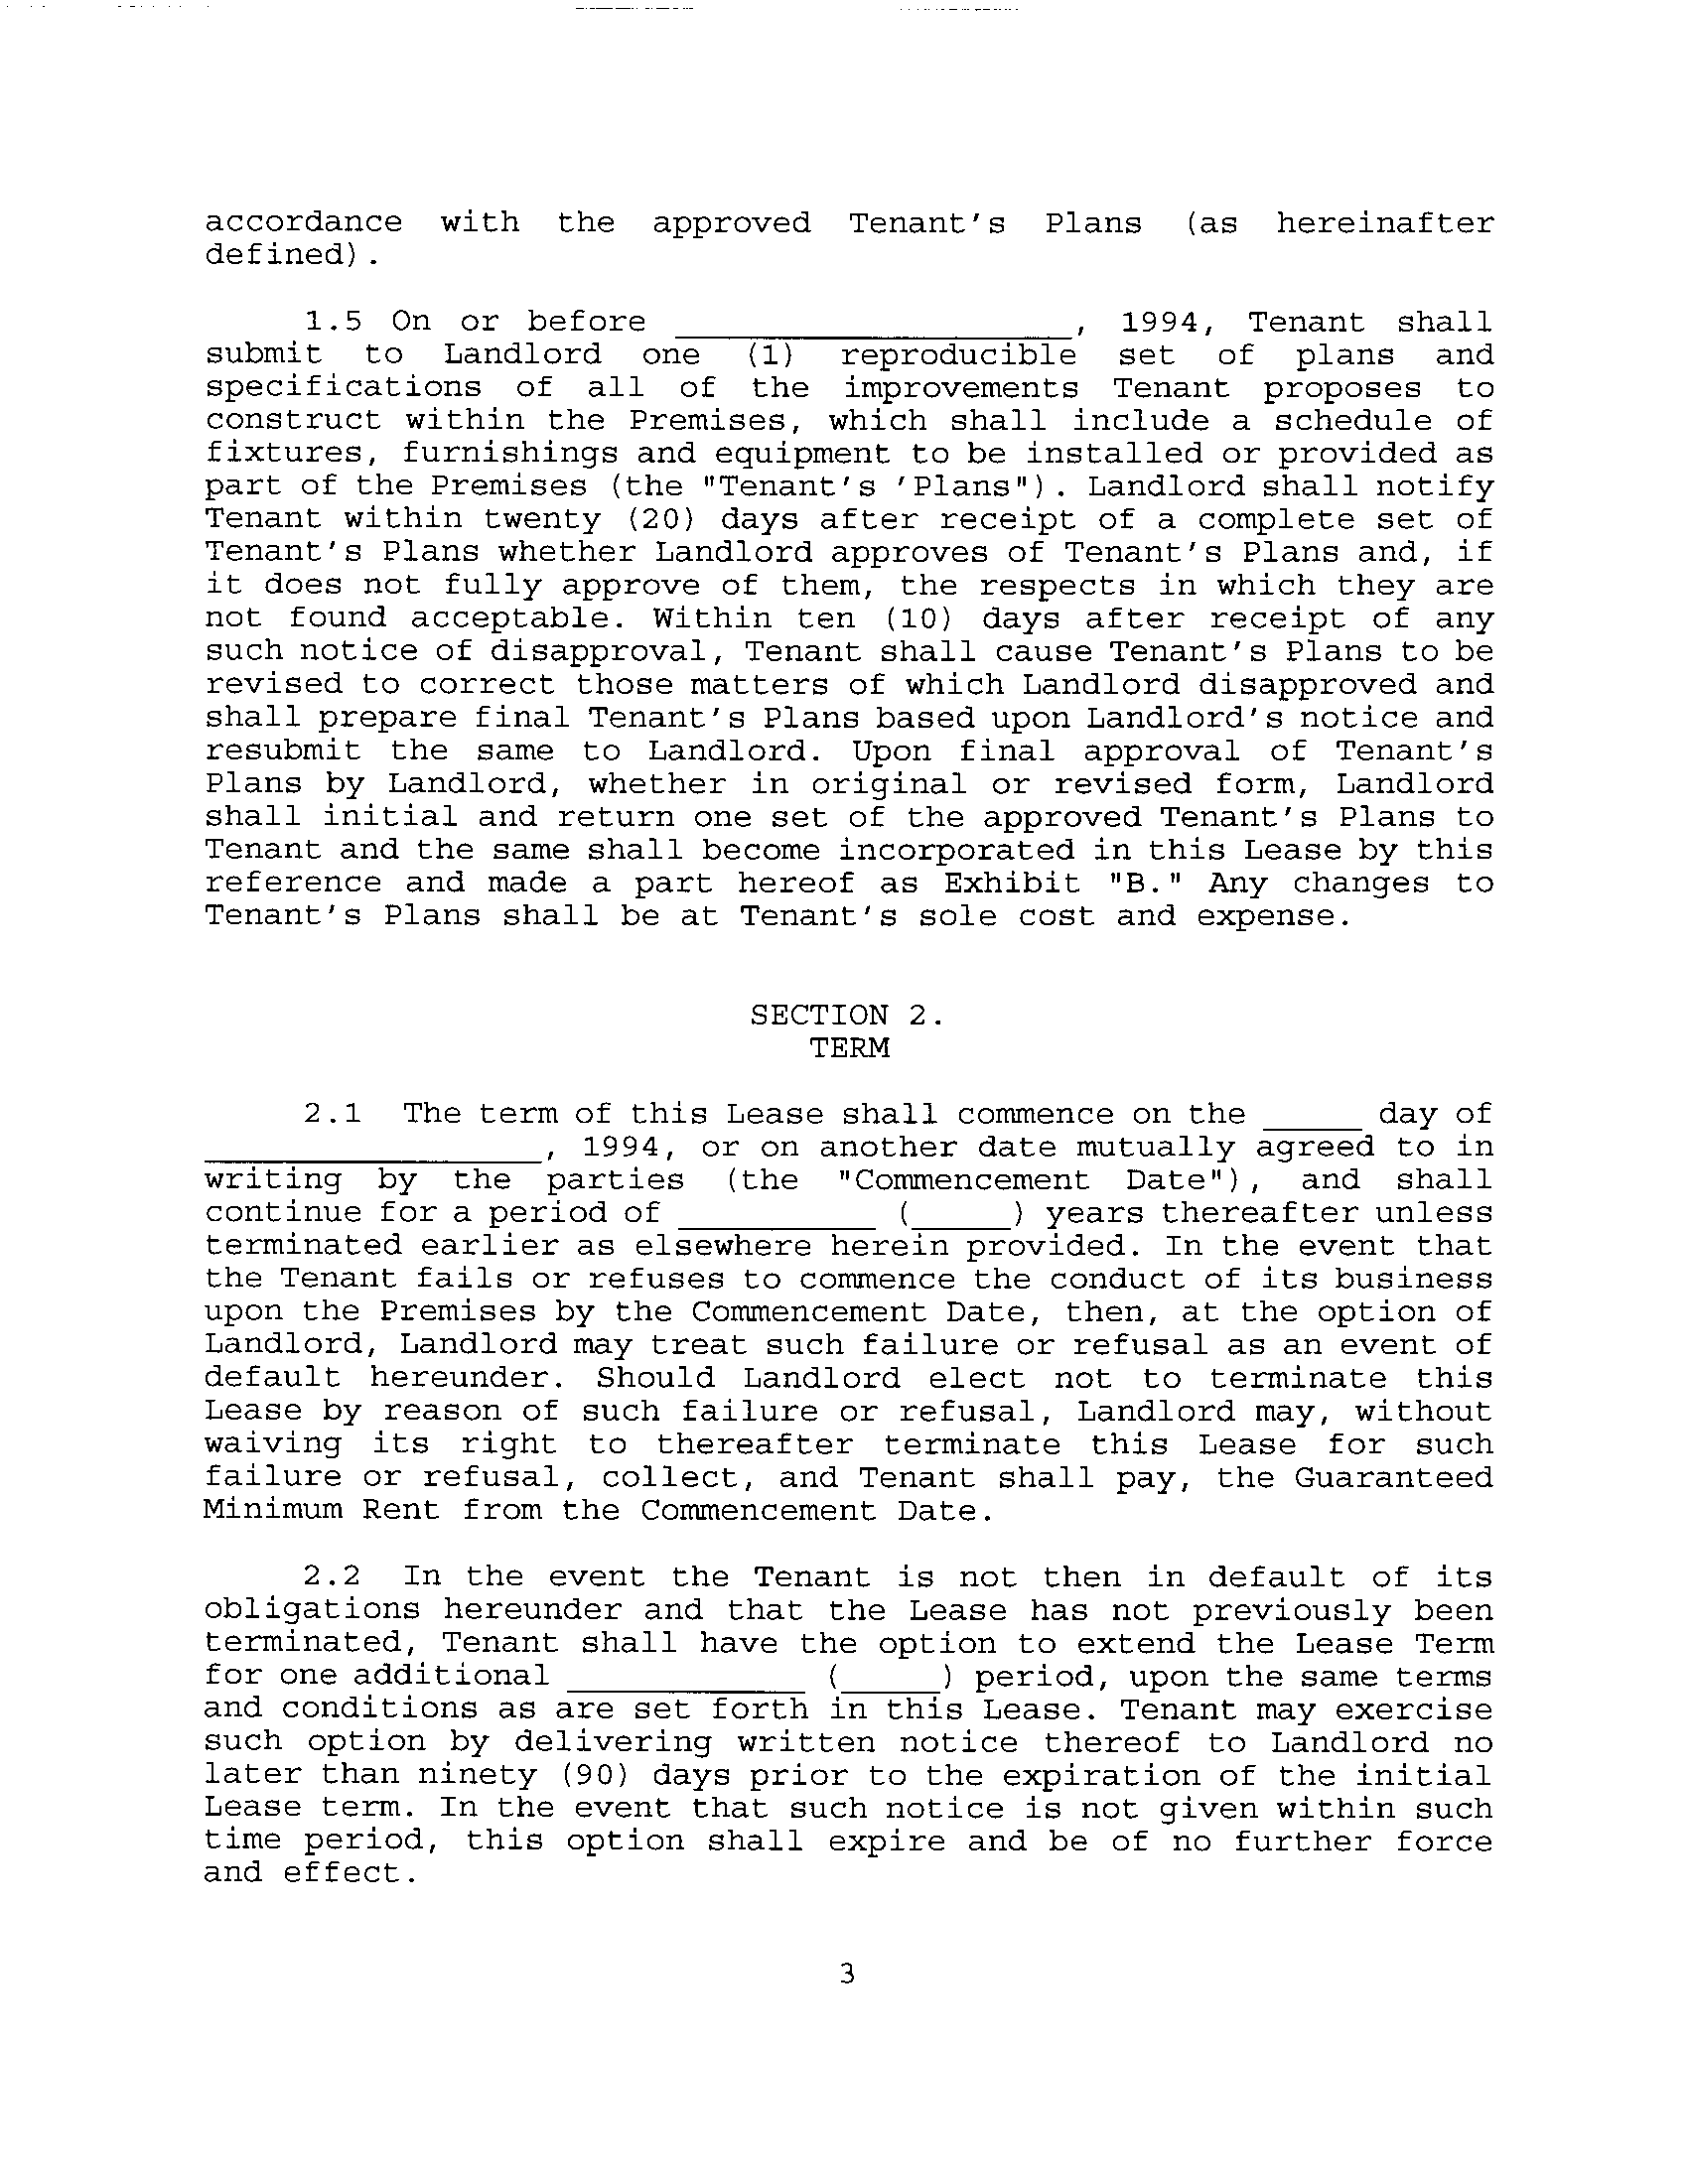 accordance with the approved Tenant's Plans (as hereinafter
defined).
1.5 On or before ____________________, 1994, Tenant shall
submit to Landlord one (1) reproducible set of plans and
specifications of all of the improvements Tenant proposes to
construct within the Premises, which shall include a schedule of
fixtures, furnishings and equipment to be installed or provided as
part of the Premises (the "Tenant's 'Plans"). Landlord shall notify
Tenant within twenty (20) days after receipt of a complete set of
Tenant's Plans whether Landlord approves of Tenant's Plans and, if
it does not fully approve of them, the respects in which they are
not found acceptable. Within ten (10) days after receipt of any
such notice of disapproval, Tenant shall cause Tenant's Plans to be
revised to correct those matters of which Landlord disapproved and
shall prepare final Tenant's Plans based upon Landlord's notice and
resubmit the same to Landlord. Upon final approval of Tenant's
Plans by Landlord, whether in original or revised form, Landlord
shall initial and return one set of the approved Tenant's Plans to
Tenant and the same shall become incorporated in this Lease by this
reference and made a part hereof as Exhibit "B." Any changes to
Tenant's Plans shall be at Tenant's sole cost and expense.
SECTION 2.
TERM
2.1 The term of this Lease shall commence on the _____ day of
_________________, 1994, or on another date mutually agreed to in
writing by the parties (the "Commencement Date"), and shall
continue for a period of __________ (_____) years thereafter unless
terminated earlier as elsewhere herein provided. In the event that
the Tenant fails or refuses to commence the conduct of its business
upon the Premises by the Commencement Date, then, at the option of
Landlord, Landlord may treat such failure or refusal as an event of
default hereunder. Should Landlord elect not to terminate this
Lease by reason of such failure or refusal, Landlord may, without
waiving its right to thereafter terminate this Lease for such
failure or refusal, collect, and Tenant shall pay, the Guaranteed
Minimum Rent from the Commencement Date.
2.2 In the event the Tenant is not then in default of its
obligations hereunder and that the Lease has not previously been
terminated, Tenant shall have the option to extend the Lease Term
for one additional ____________ (_____) period, upon the same terms
and conditions as are set forth in this Lease. Tenant may exercise
such option by delivering written notice thereof to Landlord no
later than ninety (90) days prior to the expiration of the initial
Lease term. In the event that such notice is not given within such
time period, this option shall expire and be of no further force
and effect.
3